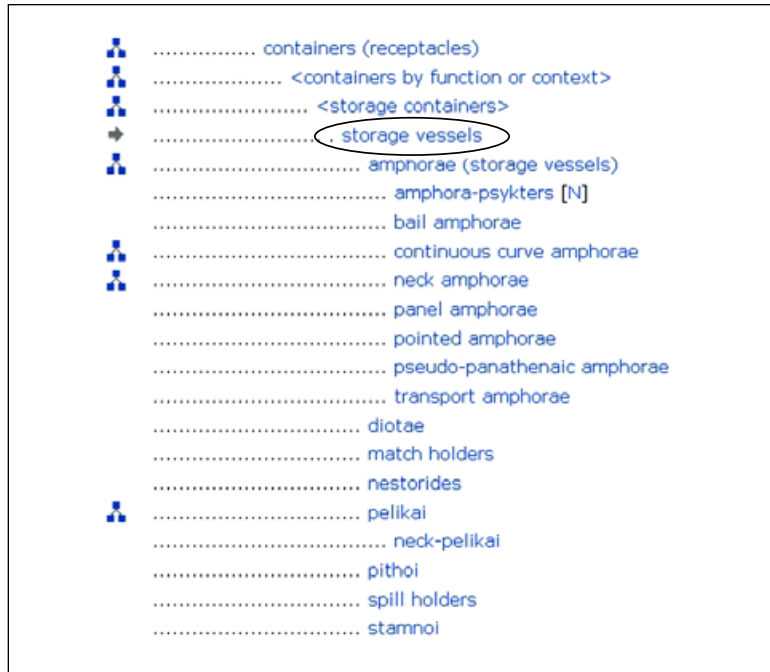 ................ containers (receptacles)
.................... <containers by function or context>
........................ <storage containers>
............................ storage vessels
................................ amphorae (storage vessels)
.................................... amphora-psykters [N]
.................................... bail amphorae
.................................... continuous curve amphorae
.................................... neck amphorae
.................................... panel amphorae
.................................... pointed amphorae
.................................... pseudo-panathenaic amphorae
.................................... transport amphorae
................................ diotae
................................ match holders
................................ nestorides
................................ pelikai
.................................... neck-pelikai
................................ pithoi
................................ spill holders
................................ stamnoi